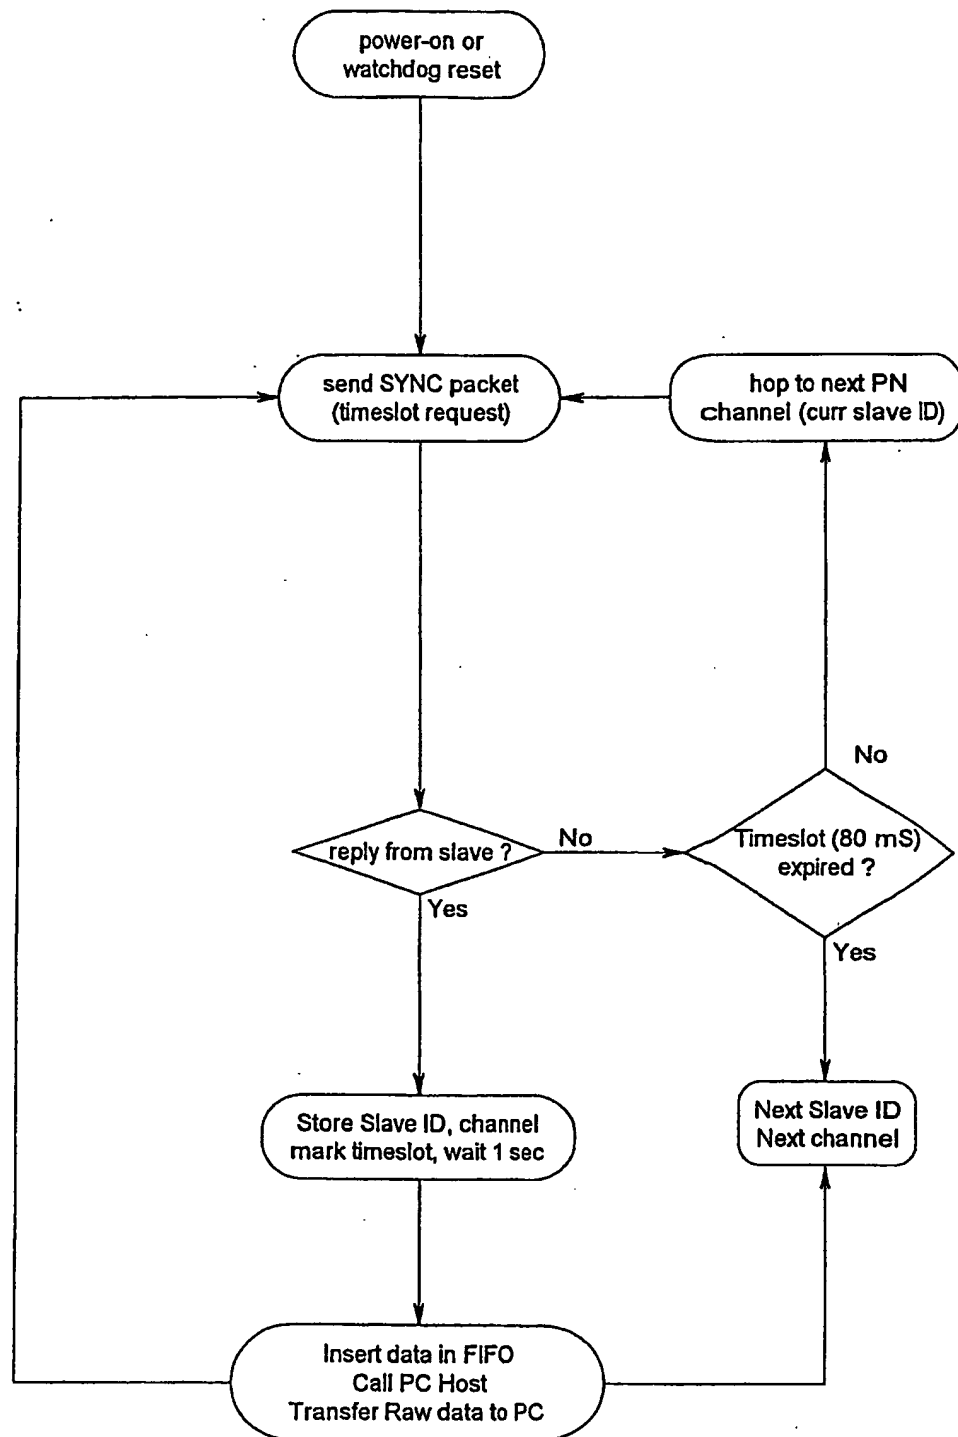 power-on or
watchdog reset
send SYNC packet
(timeslot request)
hop to next PN
channel (curr slave ID)
No
reply from slave ?
No
Timeslot (80 mS)
expired ?
Yes
Yes
Store Slave ID, channel
mark timeslot, wait 1 sec
Next Slave ID
Next channel
Insert data in FIFO
Call PC Host
Transfer Raw data to PC